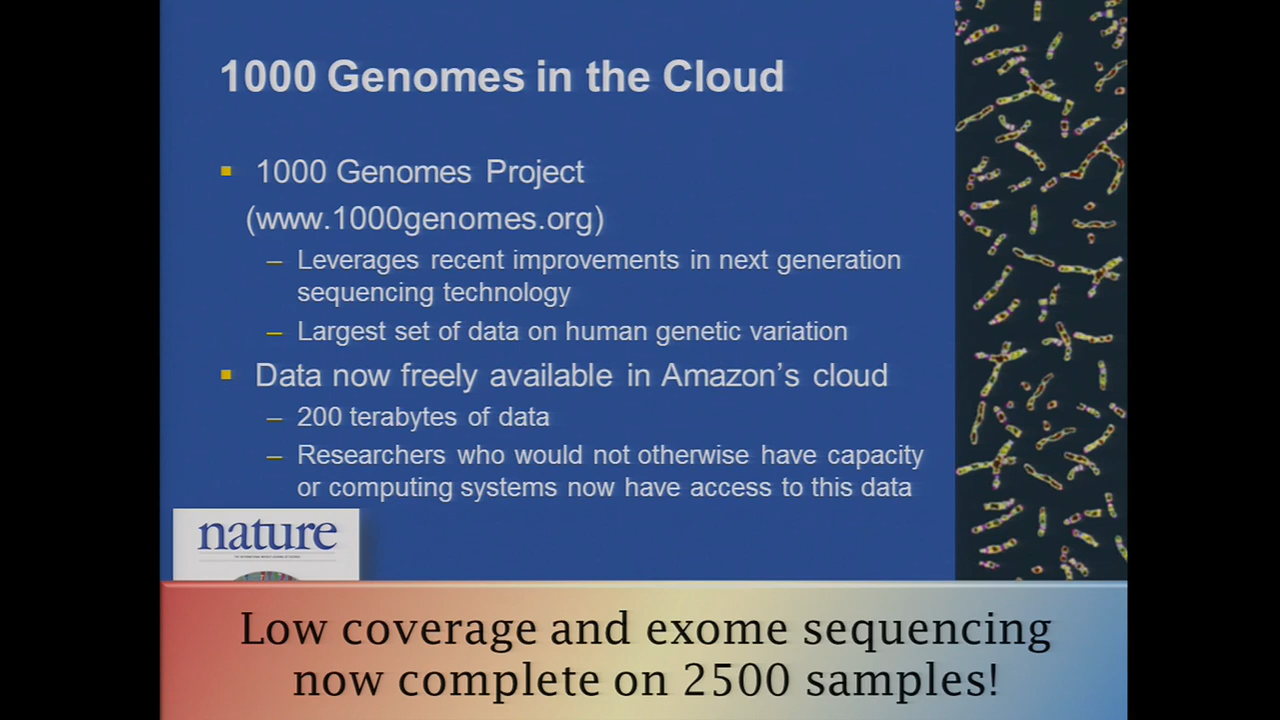 1000 Genomes in the Cloud
1000 Genomes Project
(www.1000genomes.org)
– Leverages recent improvements in next generation
sequencing technology
– Largest set of data on human genetic variation
Data now freely available in Amazon's cloud
– 200 terabytes of data
– Researchers who would not otherwise have capacity
or computing systems now have access to this data
nature
Low coverage and exome sequencing
now complete on 2500 samples!